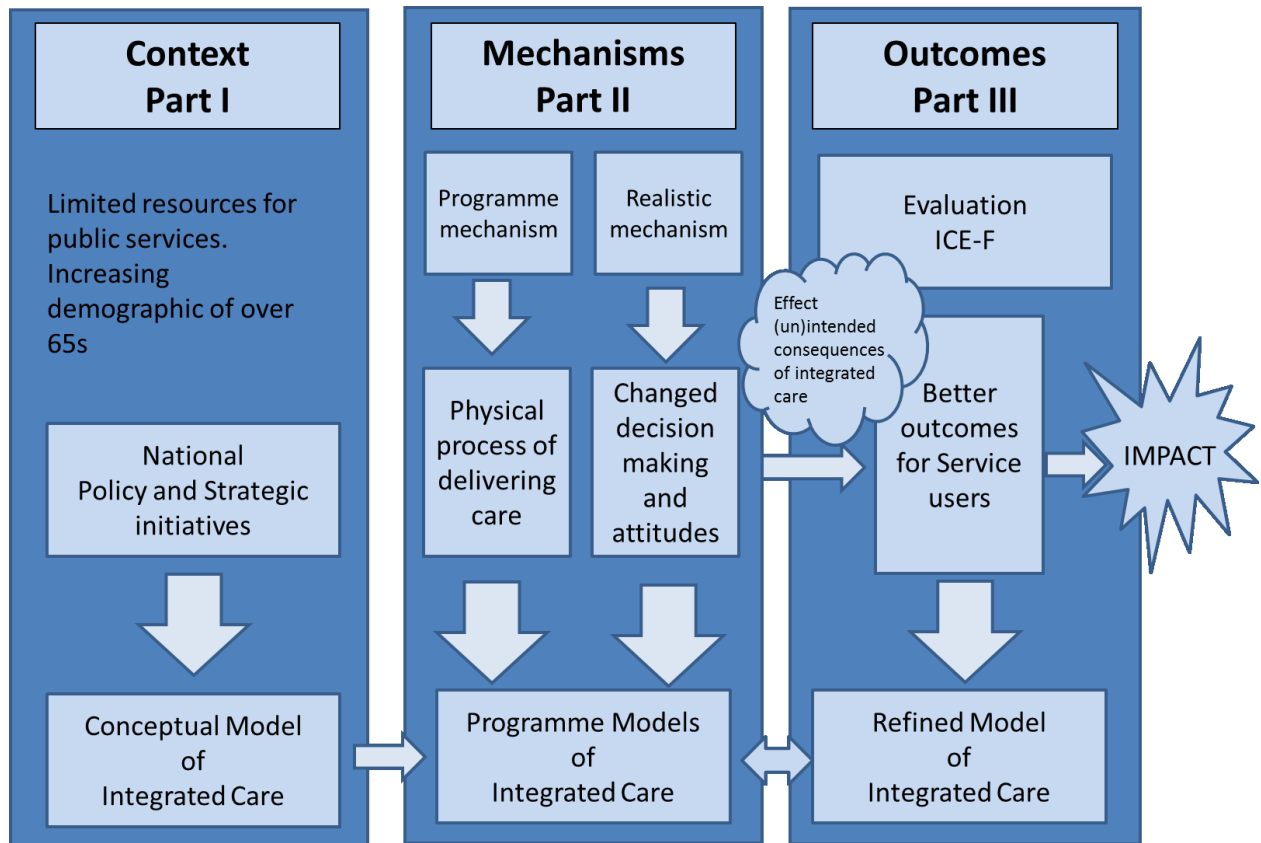 Context
Part I
Limited resources for
public services.
Increasing
demographic of over
65s
National
Policy and Strategic
initiatives
Conceptual Model
of
Integrated Care
Mechanisms
Part II
Programme
mechanism
Realistic
mechanism
Physical
process of
delivering
care
Changed
decision
making
and
attitudes
Programme Models
of
Integrated Care
Outcomes
Part III
Evaluation
ICE-F
Effect
(un)intended
consequences
of integrated
care
Better
outcomes
for Service
users
IMPACT
Refined Model
of
Integrated Care